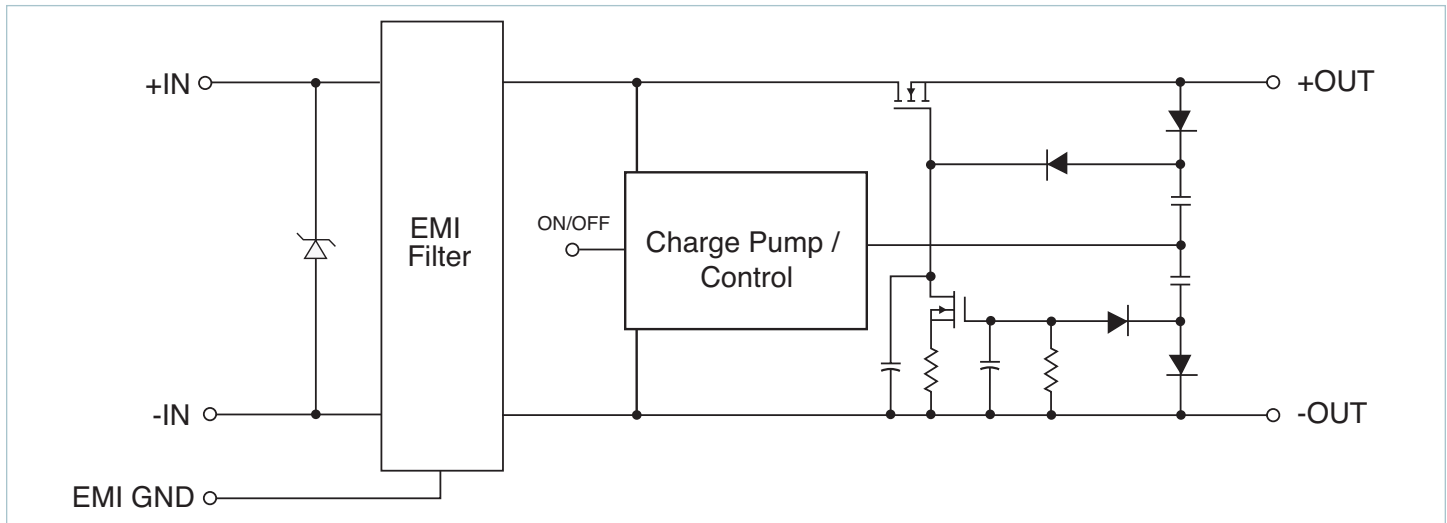 +IN
+OUT
EMI
Filter
ON/OFF
Charge Pump /
Control
-IN
-OUT
EMI GND